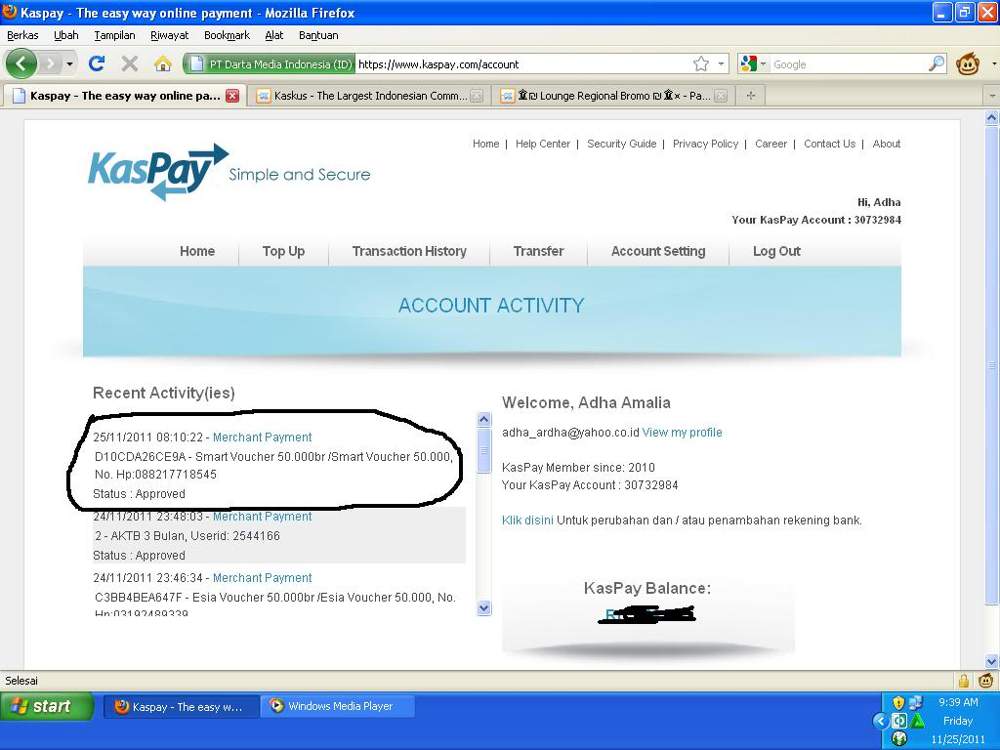 Kaspay - The easy way online payment - Mozilla Firefox
Berkas Ubah Tampilan Riwayat Bookmark Alat Bantuan
PT Darta Media Indonesia (ID) https://www.kaspay.com/account
Google
Kaspay - The easy way online pa...
Kaskus - The Largest Indonesian Comm...
Lounge Regional Bromo
- Pa...
Home | Help Center | Security Guide | Privacy Policy | Career | Contact Us | About
KasPay Simple and Secure
Hi, Adha
Your KasPay Account : 30732984
Home Top Up Transaction History Transfer Account Setting Log Out
ACCOUNT ACTIVITY
Recent Activity(ies)
25/11/2011 08:10:22 - Merchant Payment
D10CDA26CE9A - Smart Voucher 50.000br /Smart Voucher 50.000,
No. Hp:088217718545
Status : Approved
24/11/2011 23:48:03 - Merchant Payment
2 - AKTB 3 Bulan, Userid: 2544166
Status : Approved
24/11/2011 23:46:34 - Merchant Payment
C3BB4BEA647F - Esia Voucher 50.000br /Esia Voucher 50.000, No.
Hp:03192489339
Welcome, Adha Amalia
adha_ardha@yahoo.co.id View my profile
KasPay Member since: 2010
Your KasPay Account : 30732984
Klik disini Untuk perubahan dan / atau penambahan rekening bank.
KasPay Balance:
Selesai
start
Kaspay - The easy w...
Windows Media Player
9:39 AM
Friday
11/25/2011